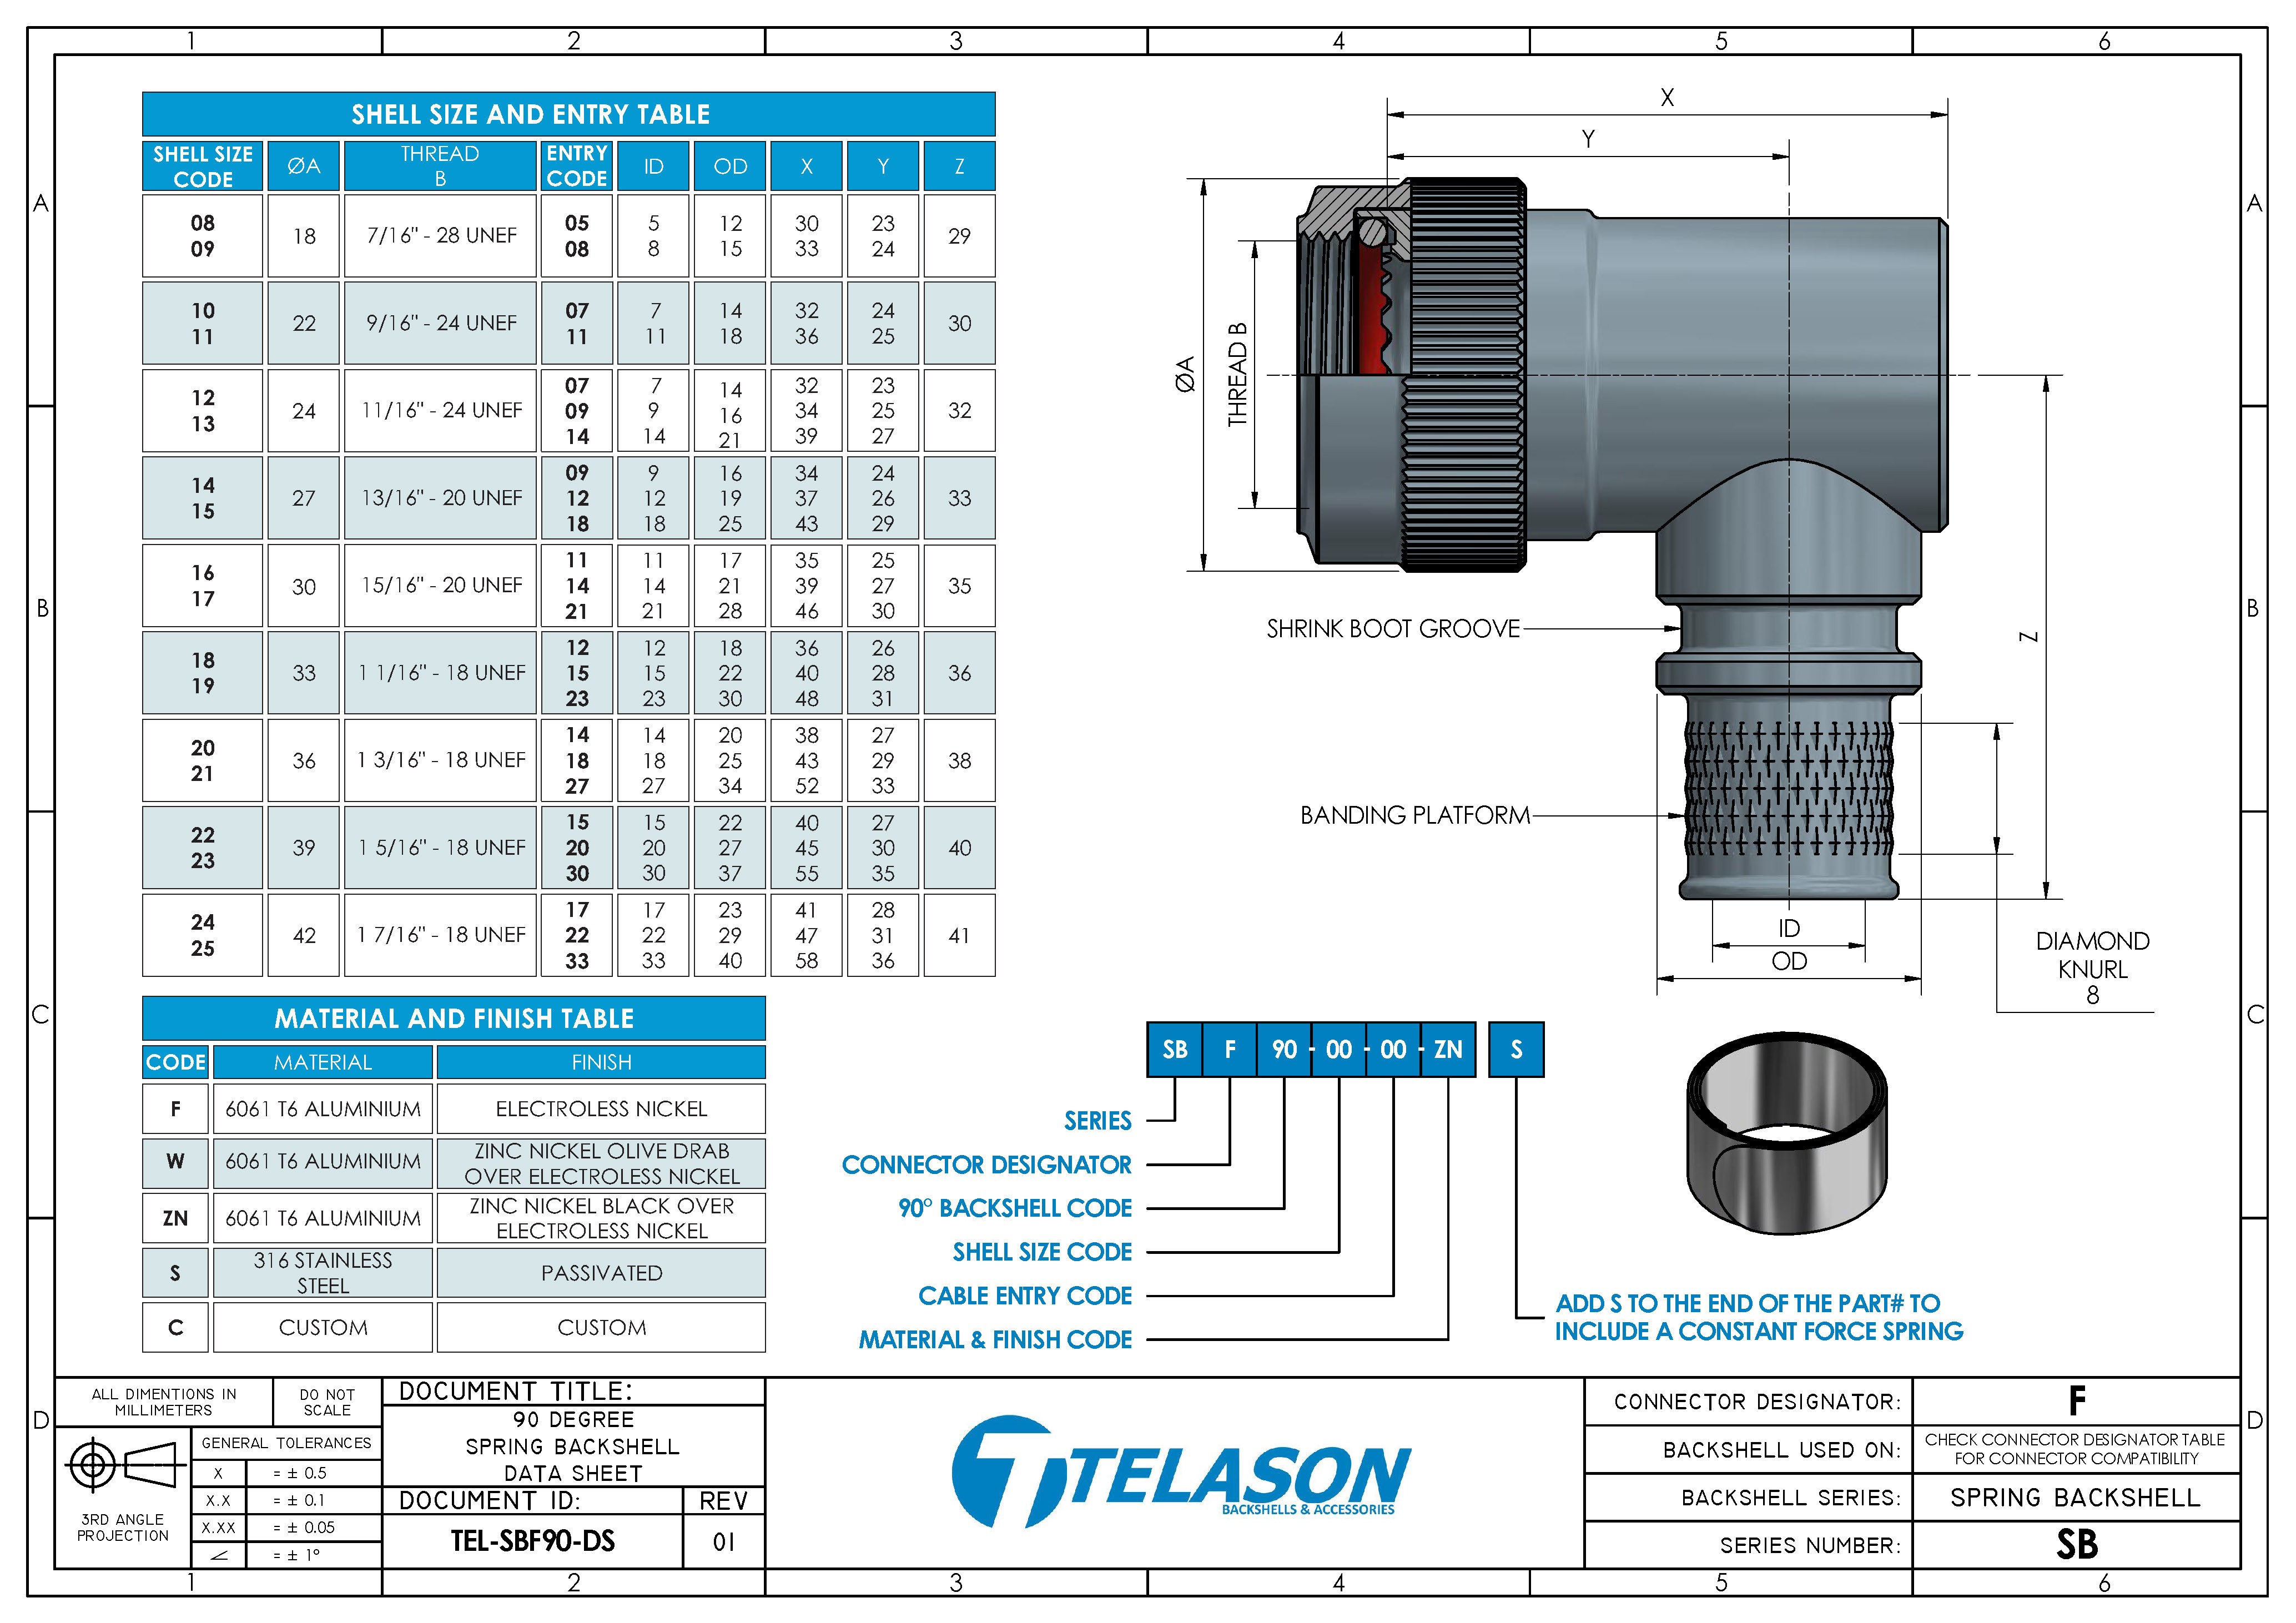 1 2 3 4 5 6
A
B
C
D
SHELL SIZE AND ENTRY TABLE
SHELL SIZE CODE ØA THREAD B ENTRY CODE ID OD X Y Z
08 09 18 7/16" - 28 UNEF 29
05 5 12 30 23
08 8 15 33 24
10 11 22 9/16" - 24 UNEF 30
07 7 14 32 24
11 11 18 36 25
12 13 24 11/16" - 24 UNEF 32
07 7 14 32 23
09 9 16 34 25
14 14 21 39 27
14 15 27 13/16" - 20 UNEF 33
09 9 16 34 24
12 12 19 37 26
18 18 25 43 29
16 17 30 15/16" - 20 UNEF 35
11 11 17 35 25
14 14 21 39 27
21 21 28 46 30
18 19 33 1 1/16" - 18 UNEF 36
12 12 18 36 26
15 15 22 40 28
23 23 30 48 31
20 21 36 1 3/16" - 18 UNEF 38
14 14 20 38 27
18 18 25 43 29
27 27 34 52 33
22 23 39 1 5/16" - 18 UNEF 40
15 15 22 40 27
20 20 27 45 30
30 30 37 55 35
24 25 42 1 7/16" - 18 UNEF 41
17 17 23 41 28
22 22 29 47 31
33 33 40 58 36
X
Y
ØA
THREAD B
Z
SHRINK BOOT GROOVE
BANDING PLATFORM
ID
OD
DIAMOND
KNURL
8
MATERIAL AND FINISH TABLE
CODE MATERIAL FINISH
F 6061 T6 ALUMINIUM ELECTROLESS NICKEL
W 6061 T6 ALUMINIUM ZINC NICKEL OLIVE DRAB
OVER ELECTROLESS NICKEL
ZN 6061 T6 ALUMINIUM ZINC NICKEL BLACK OVER
ELECTROLESS NICKEL
S 316 STAINLESS
STEEL PASSIVATED
C CUSTOM CUSTOM
SB F 90 - 00 - 00 - ZN S
SERIES
CONNECTOR DESIGNATOR
90° BACKSHELL CODE
SHELL SIZE CODE
CABLE ENTRY CODE
MATERIAL & FINISH CODE
ADD S TO THE END OF THE PART# TO
INCLUDE A CONSTANT FORCE SPRING
ALL DIMENTIONS IN
MILLIMETERS
DO NOT
SCALE
GENERAL TOLERANCES
X = ± 0.5
X.X = ± 0.1
X.XX = ± 0.05
∠ = ± 1°
3RD ANGLE
PROJECTION
DOCUMENT TITLE:
90 DEGREE
SPRING BACKSHELL
DATA SHEET
DOCUMENT ID: REV
TEL-SBF90-DS 01
TELASON
BACKSHELLS & ACCESSORIES
CONNECTOR DESIGNATOR: F
BACKSHELL USED ON: CHECK CONNECTOR DESIGNATOR TABLE
FOR CONNECTOR COMPATIBILITY
BACKSHELL SERIES: SPRING BACKSHELL
SERIES NUMBER: SB
A
B
C
D
1 2 3 4 5 6